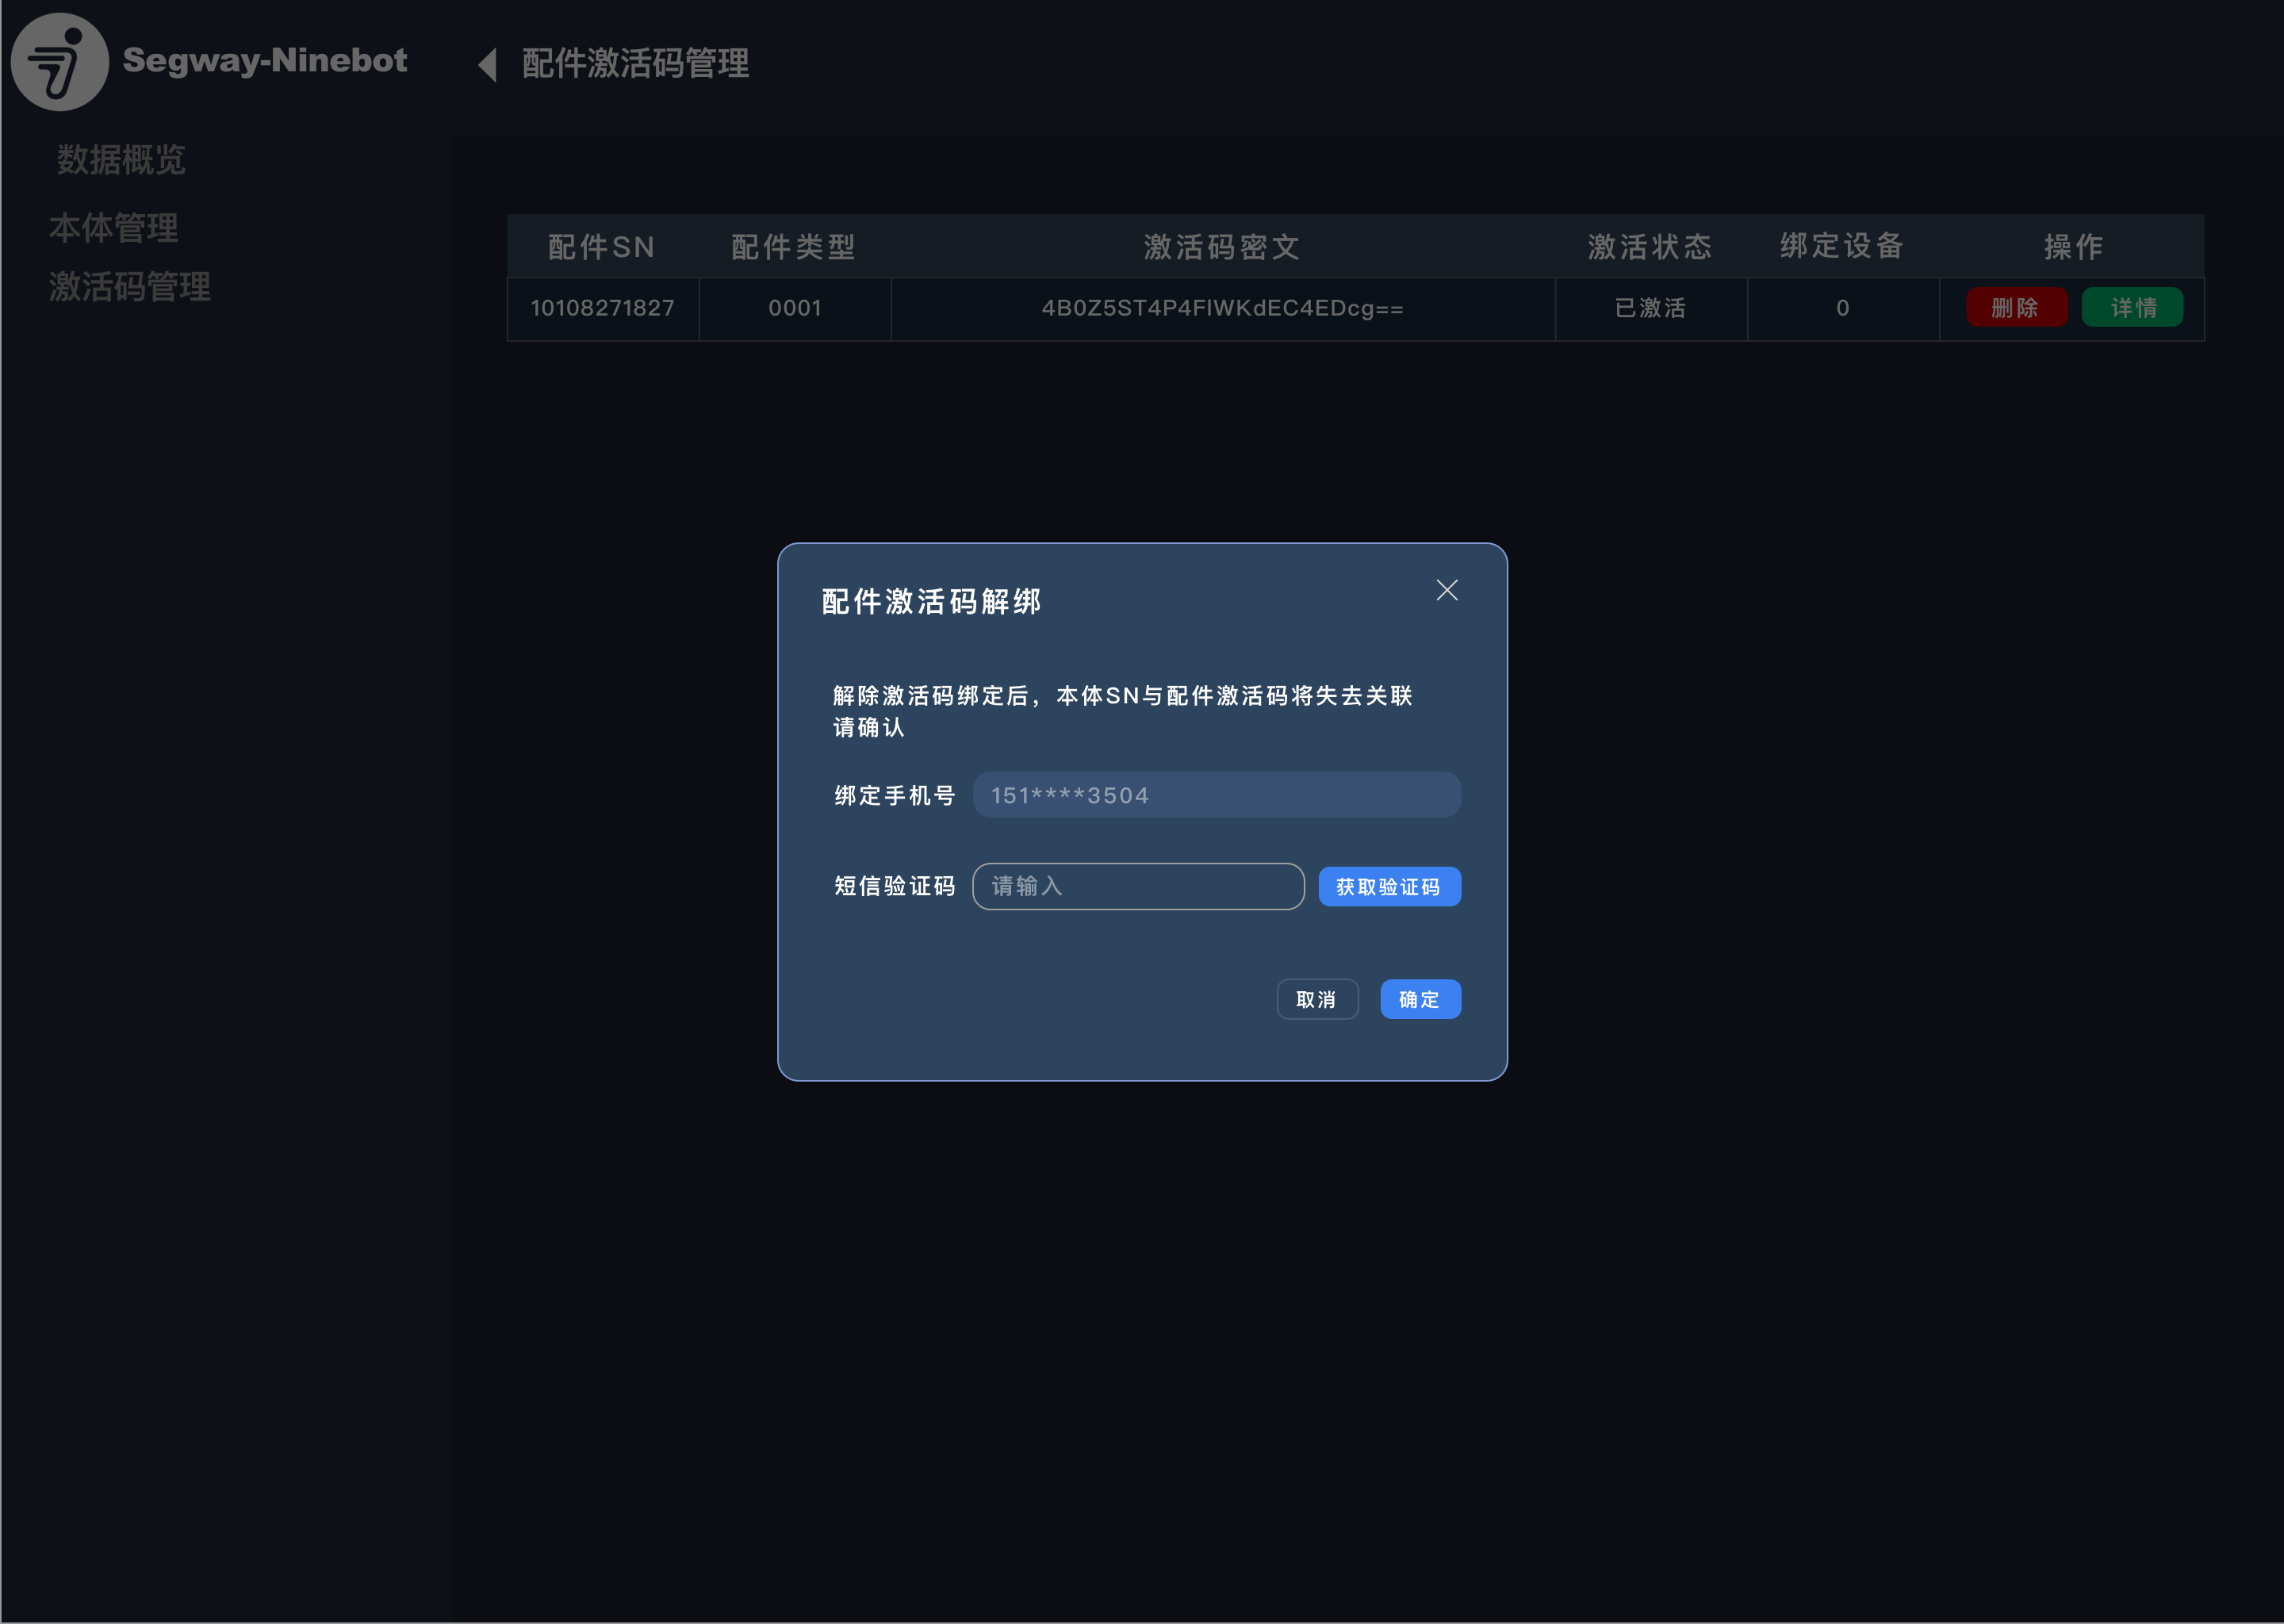 Segway-Ninebot
配件激活码管理
数据概览
本体管理
激活码管理
配件SN 配件类型 激活码密文 激活状态 绑定设备 操作
10108271827 0001 4B0Z5ST4P4FlWKdEC4EDcg== 已激活 0 删除 详情
配件激活码解绑
解除激活码绑定后，本体SN与配件激活码将失去关联
请确认
绑定手机号 151****3504
短信验证码 请输入 获取验证码
取消 确定